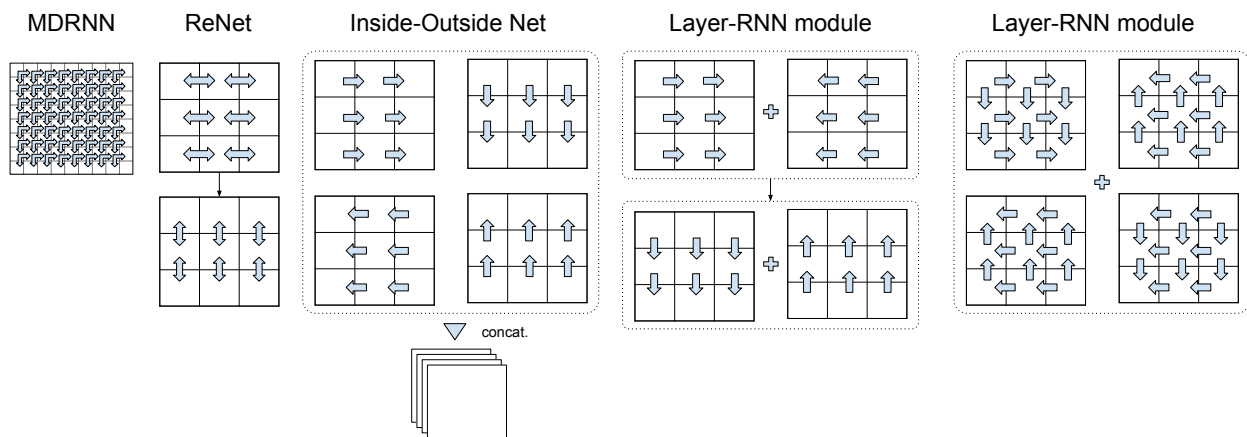 MDRNN
ReNet
Inside-Outside Net
Layer-RNN module
Layer-RNN module
concat.